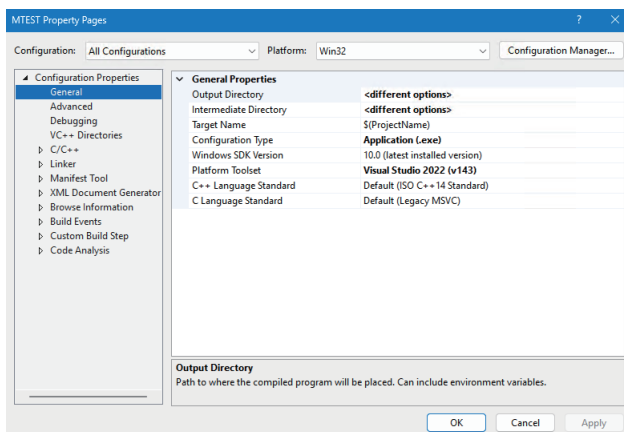 MTEST Property Pages
Configuration: All Configurations Platform: Win32 Configuration Manager...
Configuration Properties
General
Advanced
Debugging
VC++ Directories
C/C++
Linker
Manifest Tool
XML Document Generator
Browse Information
Build Events
Custom Build Step
Code Analysis
General Properties
Output Directory <different options>
Intermediate Directory <different options>
Target Name $(ProjectName)
Configuration Type Application (.exe)
Windows SDK Version 10.0 (latest installed version)
Platform Toolset Visual Studio 2022 (v143)
C++ Language Standard Default (ISO C++14 Standard)
C Language Standard Default (Legacy MSVC)
Output Directory
Path to where the compiled program will be placed. Can include environment variables.
OK Cancel Apply